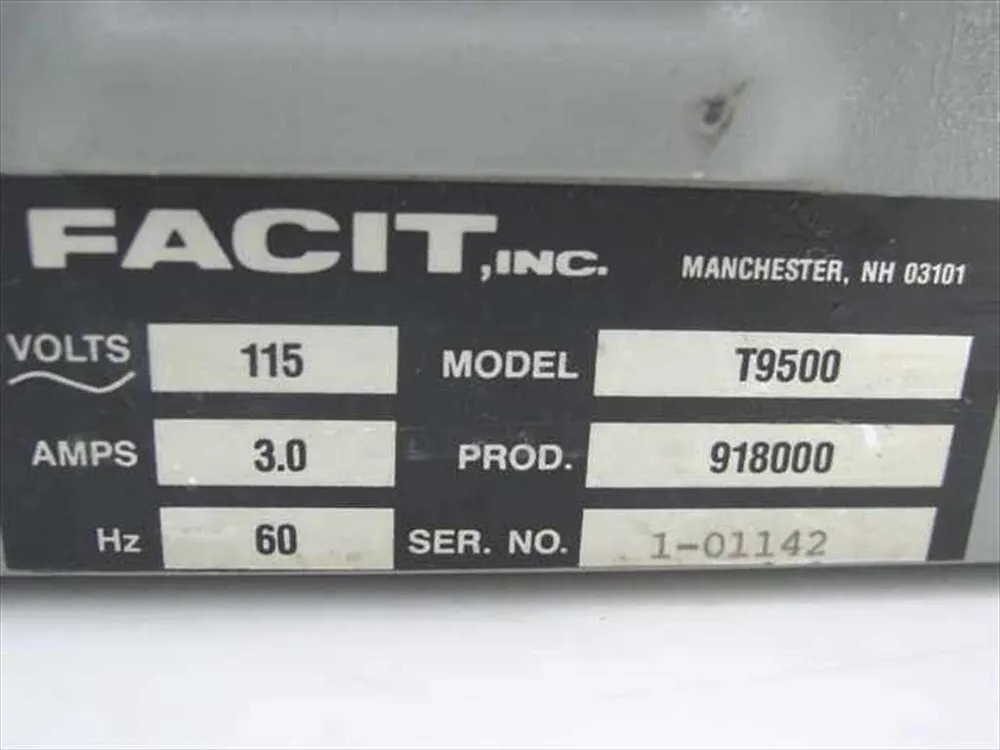 FACIT, INC. MANCHESTER, NH 03101
VOLTS 115 MODEL T9500
AMPS 3.0 PROD. 918000
Hz 60 SER. NO. 1-01142